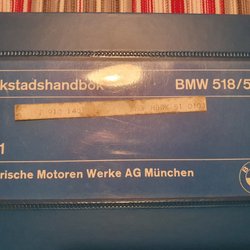 kstadshandbok BMW 518/5
1
rische Motoren Werke AG München
B